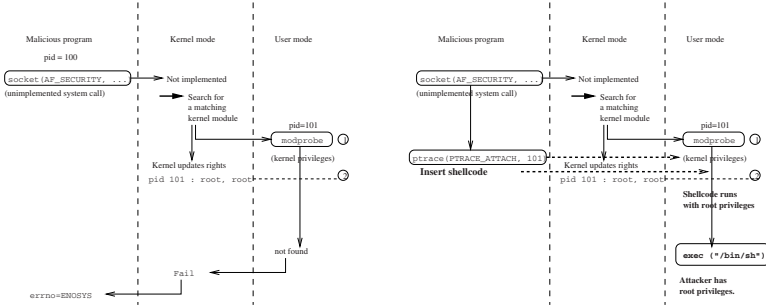 Malicious program
Kernel mode
User mode
pid = 100
socket(AF_SECURITY, ...
Not implemented
(unimplemented system call)
Search for
a matching
kernel module
pid=101
modprobe
1
(kernel privileges)
Kernel updates rights
pid 101 : root, root
2
not found
Fail
errno=ENOSYS
Malicious program
Kernel mode
User mode
socket(AF_SECURITY, ...
Not implemented
(unimplemented system call)
Search for
a matching
kernel module
pid=101
modprobe
1
ptrace(PTRACE_ATTACH, 101)
(kernel privileges)
Insert shellcode
Kernel updates rights
pid 101 : root, root
2
Shellcode runs
with root privileges
exec ("/bin/sh")
Attacker has
root privileges.